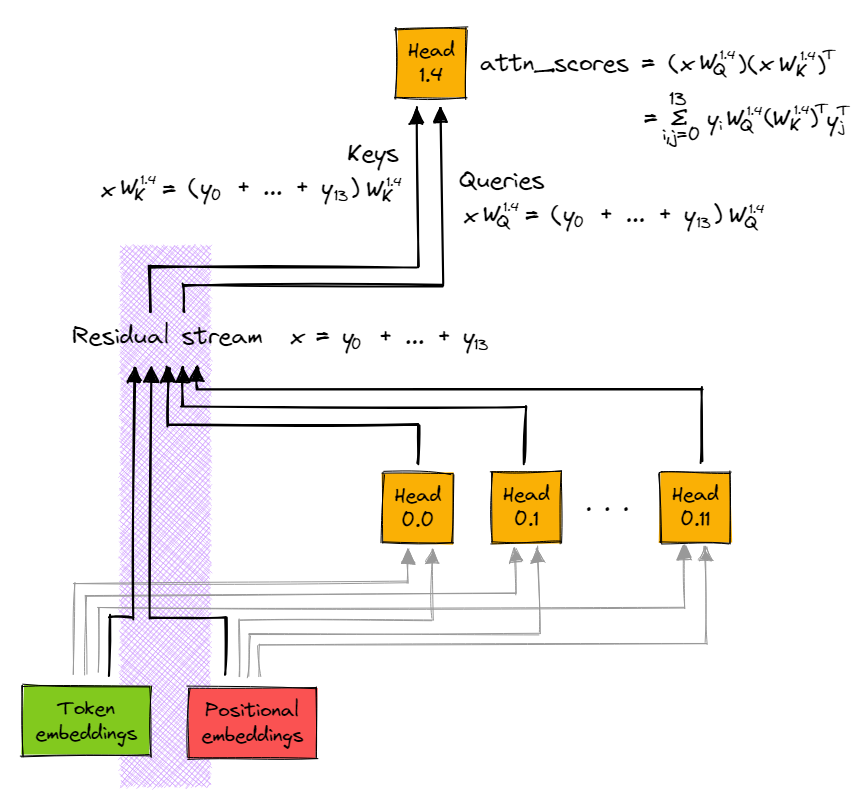 Head
1.4
attn_scores = (xW_Q^{1.4})(xW_K^{1.4})^T
= Σ_{i,j=0}^{13} y_i W_Q^{1.4}(W_K^{1.4})^T y_j^T
Keys
xW_K^{1.4} = (y_0 + ... + y_{13})W_K^{1.4}
Queries
xW_Q^{1.4} = (y_0 + ... + y_{13})W_Q^{1.4}
Residual stream x = y_0 + ... + y_{13}
Head
0.0
Head
0.1
. . .
Head
0.11
Token
embeddings
Positional
embeddings